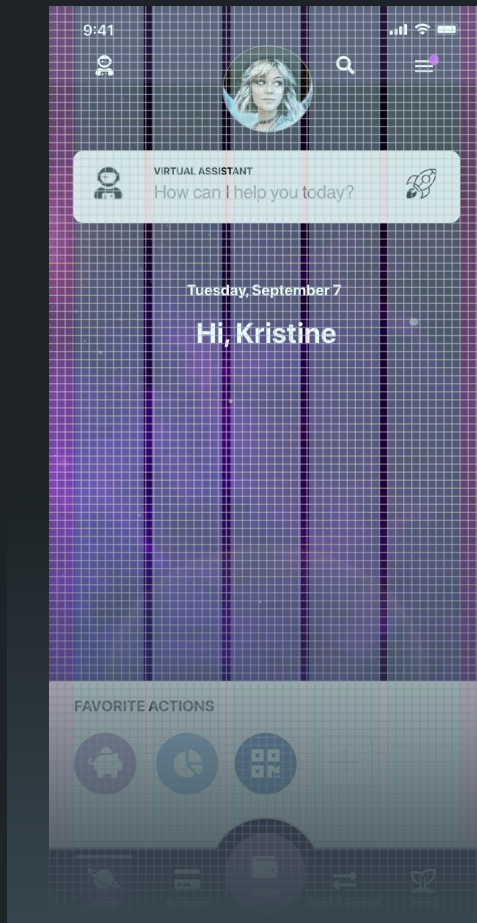 9:41
VIRTUAL ASSISTANT
How can I help you today?
Tuesday, September 7
Hi, Kristine
FAVORITE ACTIONS